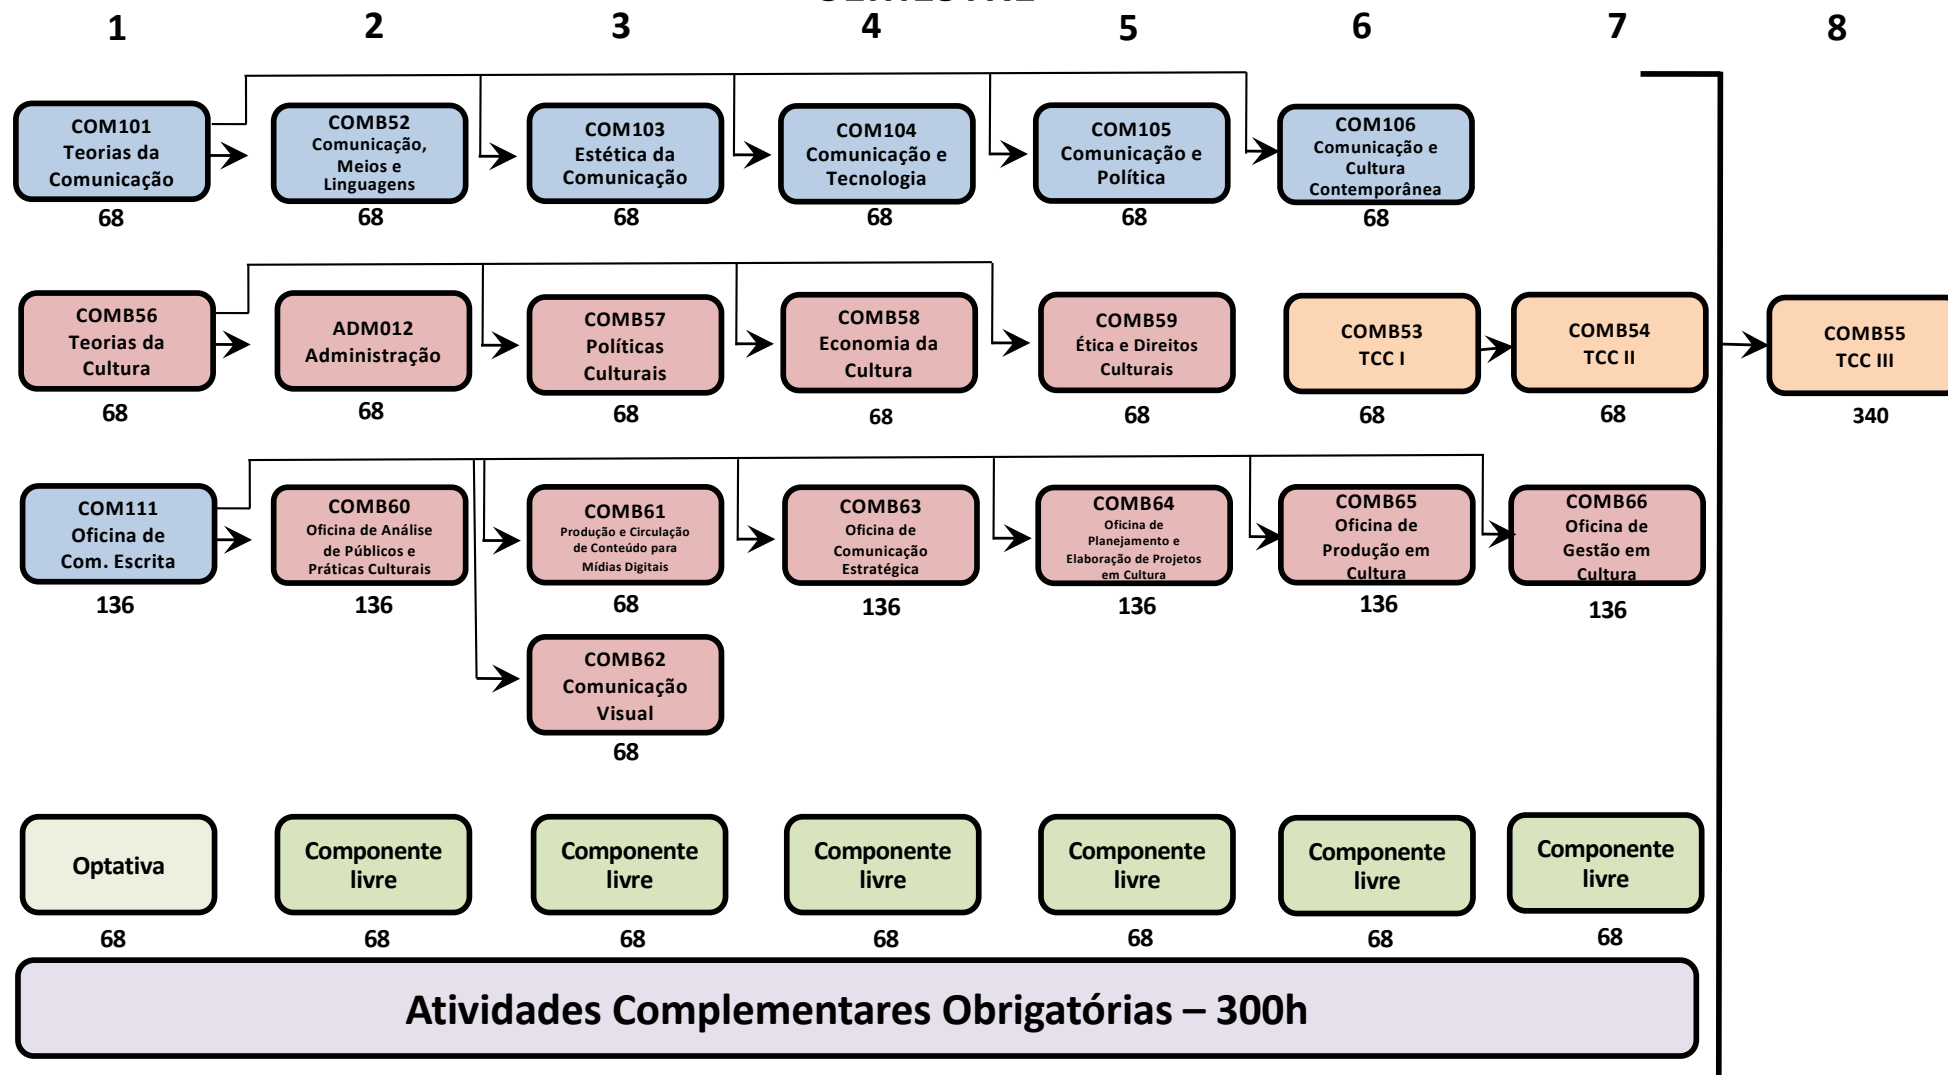 SEMESTRE
1 2 3 4 5 6 7 8
COM101
Teorias da
Comunicação
68
COMB52
Comunicação,
Meios e
Linguagens
68
COM103
Estética da
Comunicação
68
COM104
Comunicação e
Tecnologia
68
COM105
Comunicação e
Política
68
COM106
Comunicação e
Cultura
Contemporânea
68
COMB56
Teorias da
Cultura
68
ADM012
Administração
68
COMB57
Políticas
Culturais
68
COMB58
Economia da
Cultura
68
COMB59
Ética e Direitos
Culturais
68
COMB53
TCC I
68
COMB54
TCC II
68
COMB55
TCC III
340
COM111
Oficina de
Com. Escrita
136
COMB60
Oficina de Análise
de Públicos e
Práticas Culturais
136
COMB61
Produção e Circulação
de Conteúdo para
Mídias Digitais
68
COMB63
Oficina de
Comunicação
Estratégica
136
COMB64
Oficina de
Planejamento e
Elaboração de Projetos
em Cultura
136
COMB65
Oficina de
Produção em
Cultura
136
COMB66
Oficina de
Gestão em
Cultura
136
COMB62
Comunicação
Visual
68
Optativa
68
Componente
livre
68
Componente
livre
68
Componente
livre
68
Componente
livre
68
Componente
livre
68
Componente
livre
68
Atividades Complementares Obrigatórias – 300h